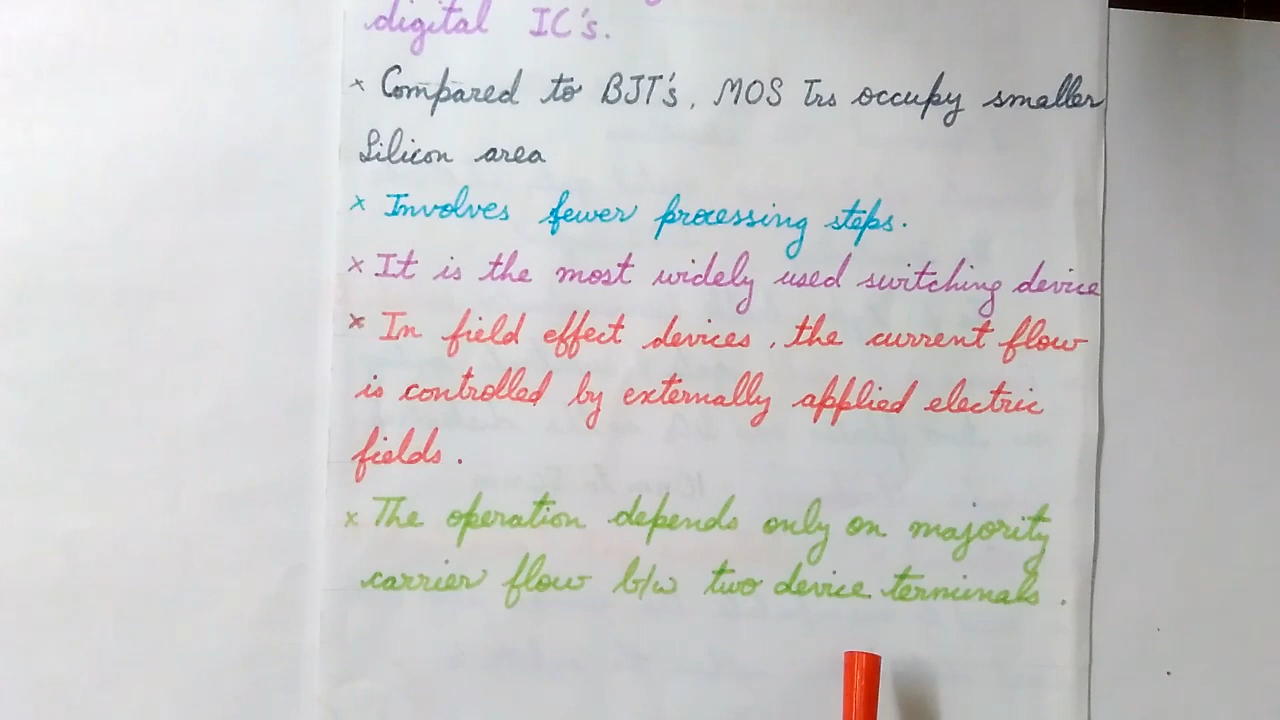 digital IC's.
× Compared to BJT's, MOS Trs occupy smaller
Silicon area
× Involves fewer processing steps.
× It is the most widely used switching device
× In field effect devices, the current flow
is controlled by externally applied electric
fields.
× The operation depends only on majority
carrier flow b/w two device terminals.